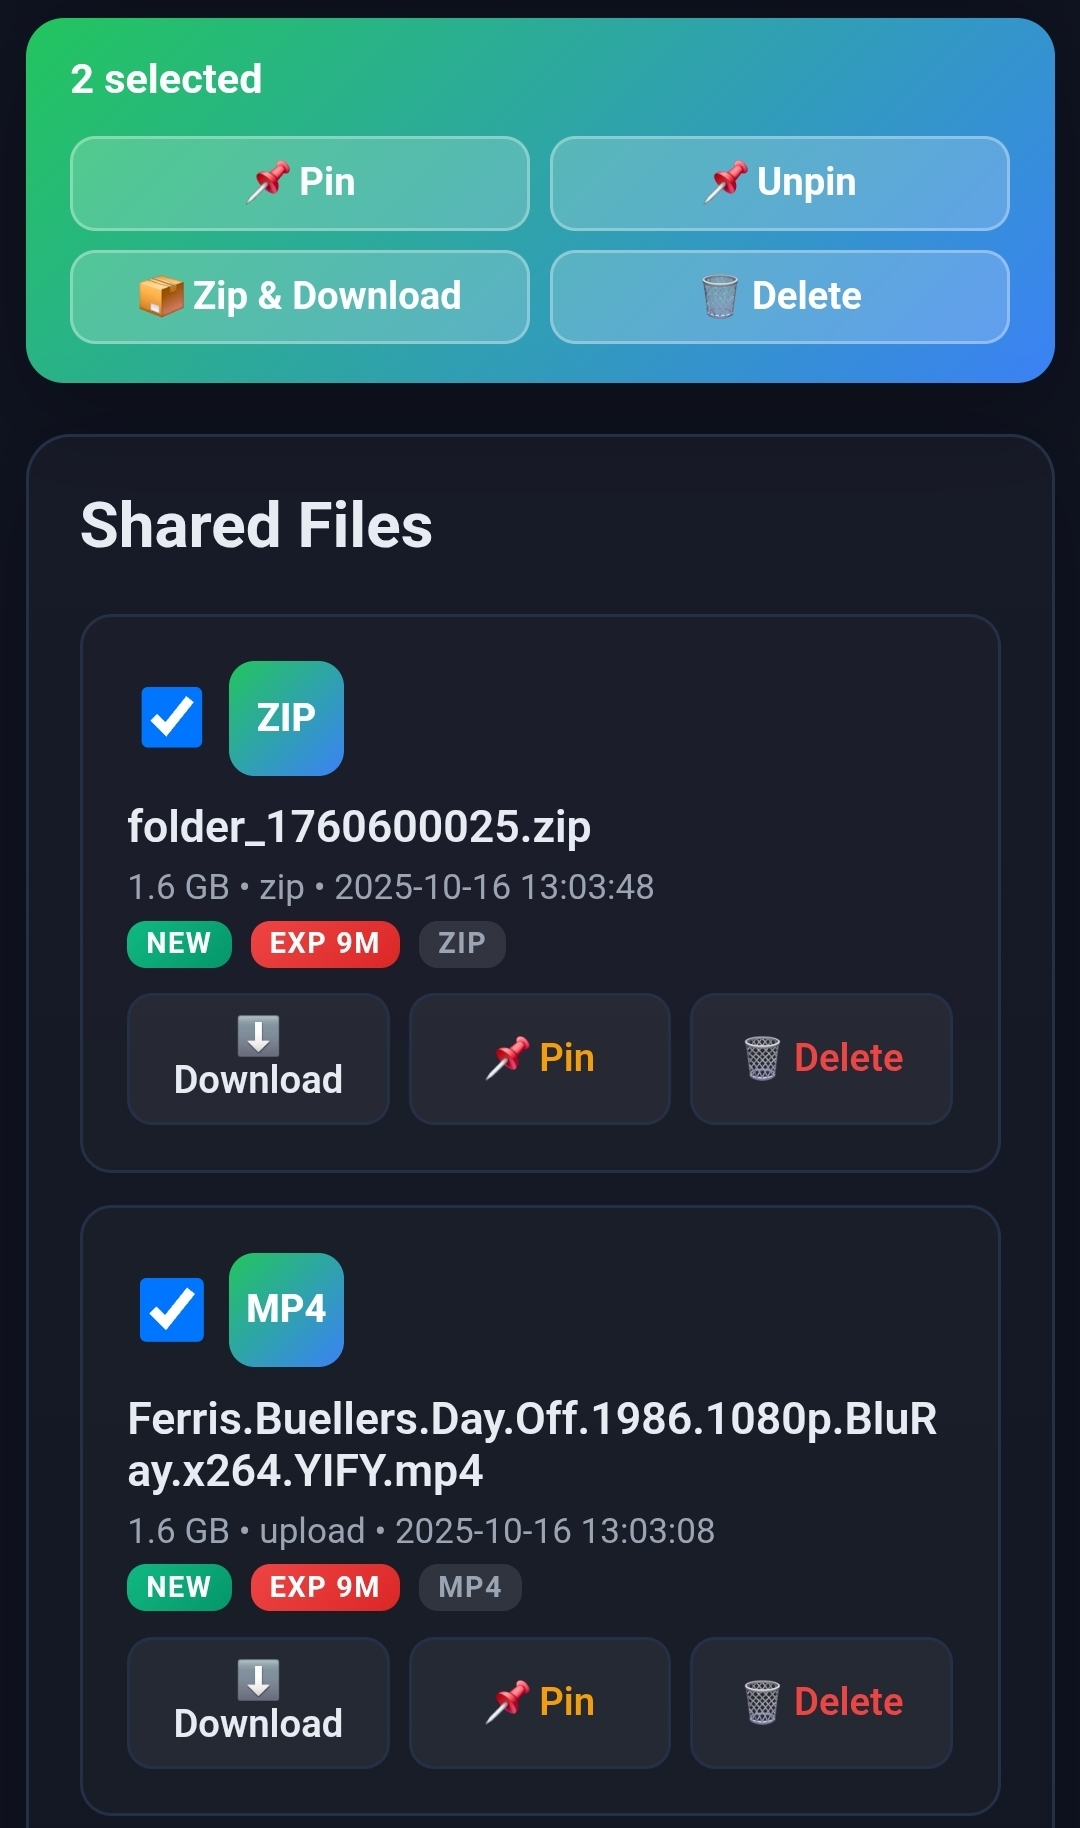 2 selected
📌 Pin
📌 Unpin
📦 Zip & Download
🗑️ Delete
Shared Files
ZIP
folder_1760600025.zip
1.6 GB • zip • 2025-10-16 13:03:48
NEW EXP 9M ZIP
⬇️ Download
📌 Pin
🗑️ Delete
MP4
Ferris.Buellers.Day.Off.1986.1080p.BluR
ay.x264.YIFY.mp4
1.6 GB • upload • 2025-10-16 13:03:08
NEW EXP 9M MP4
⬇️ Download
📌 Pin
🗑️ Delete